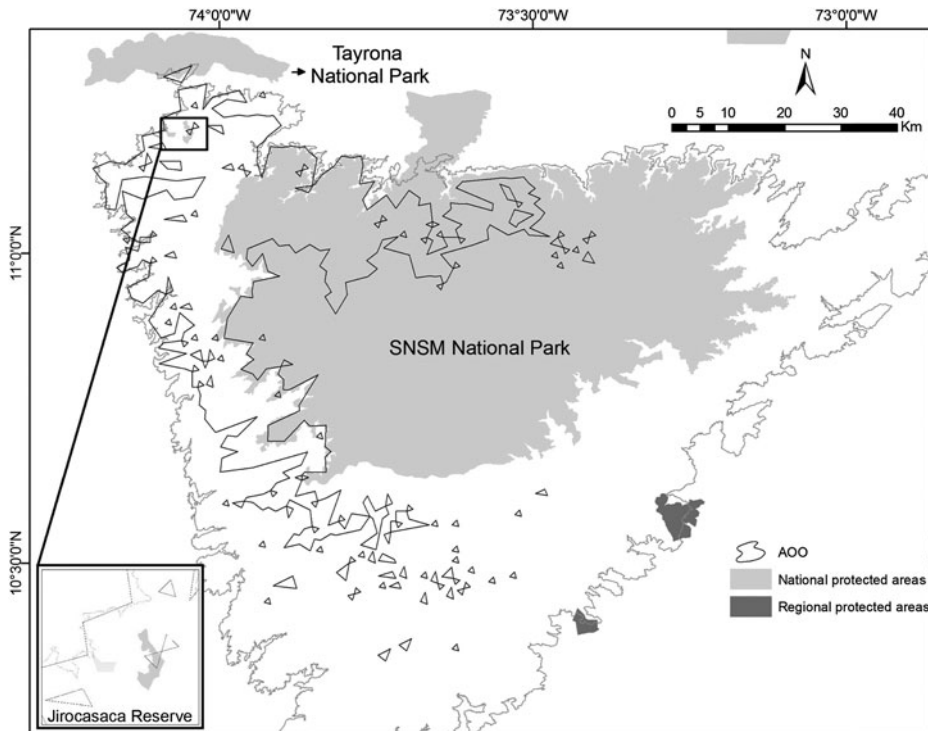 74°0'0"W
73°30'0"W
73°0'0"W
Tayrona
National Park
N
0 5 10 20 30 40
Km
11°0'0"N
SNSM National Park
10°30'0"N
AOO
National protected areas
Regional protected areas
Jirocasaca Reserve